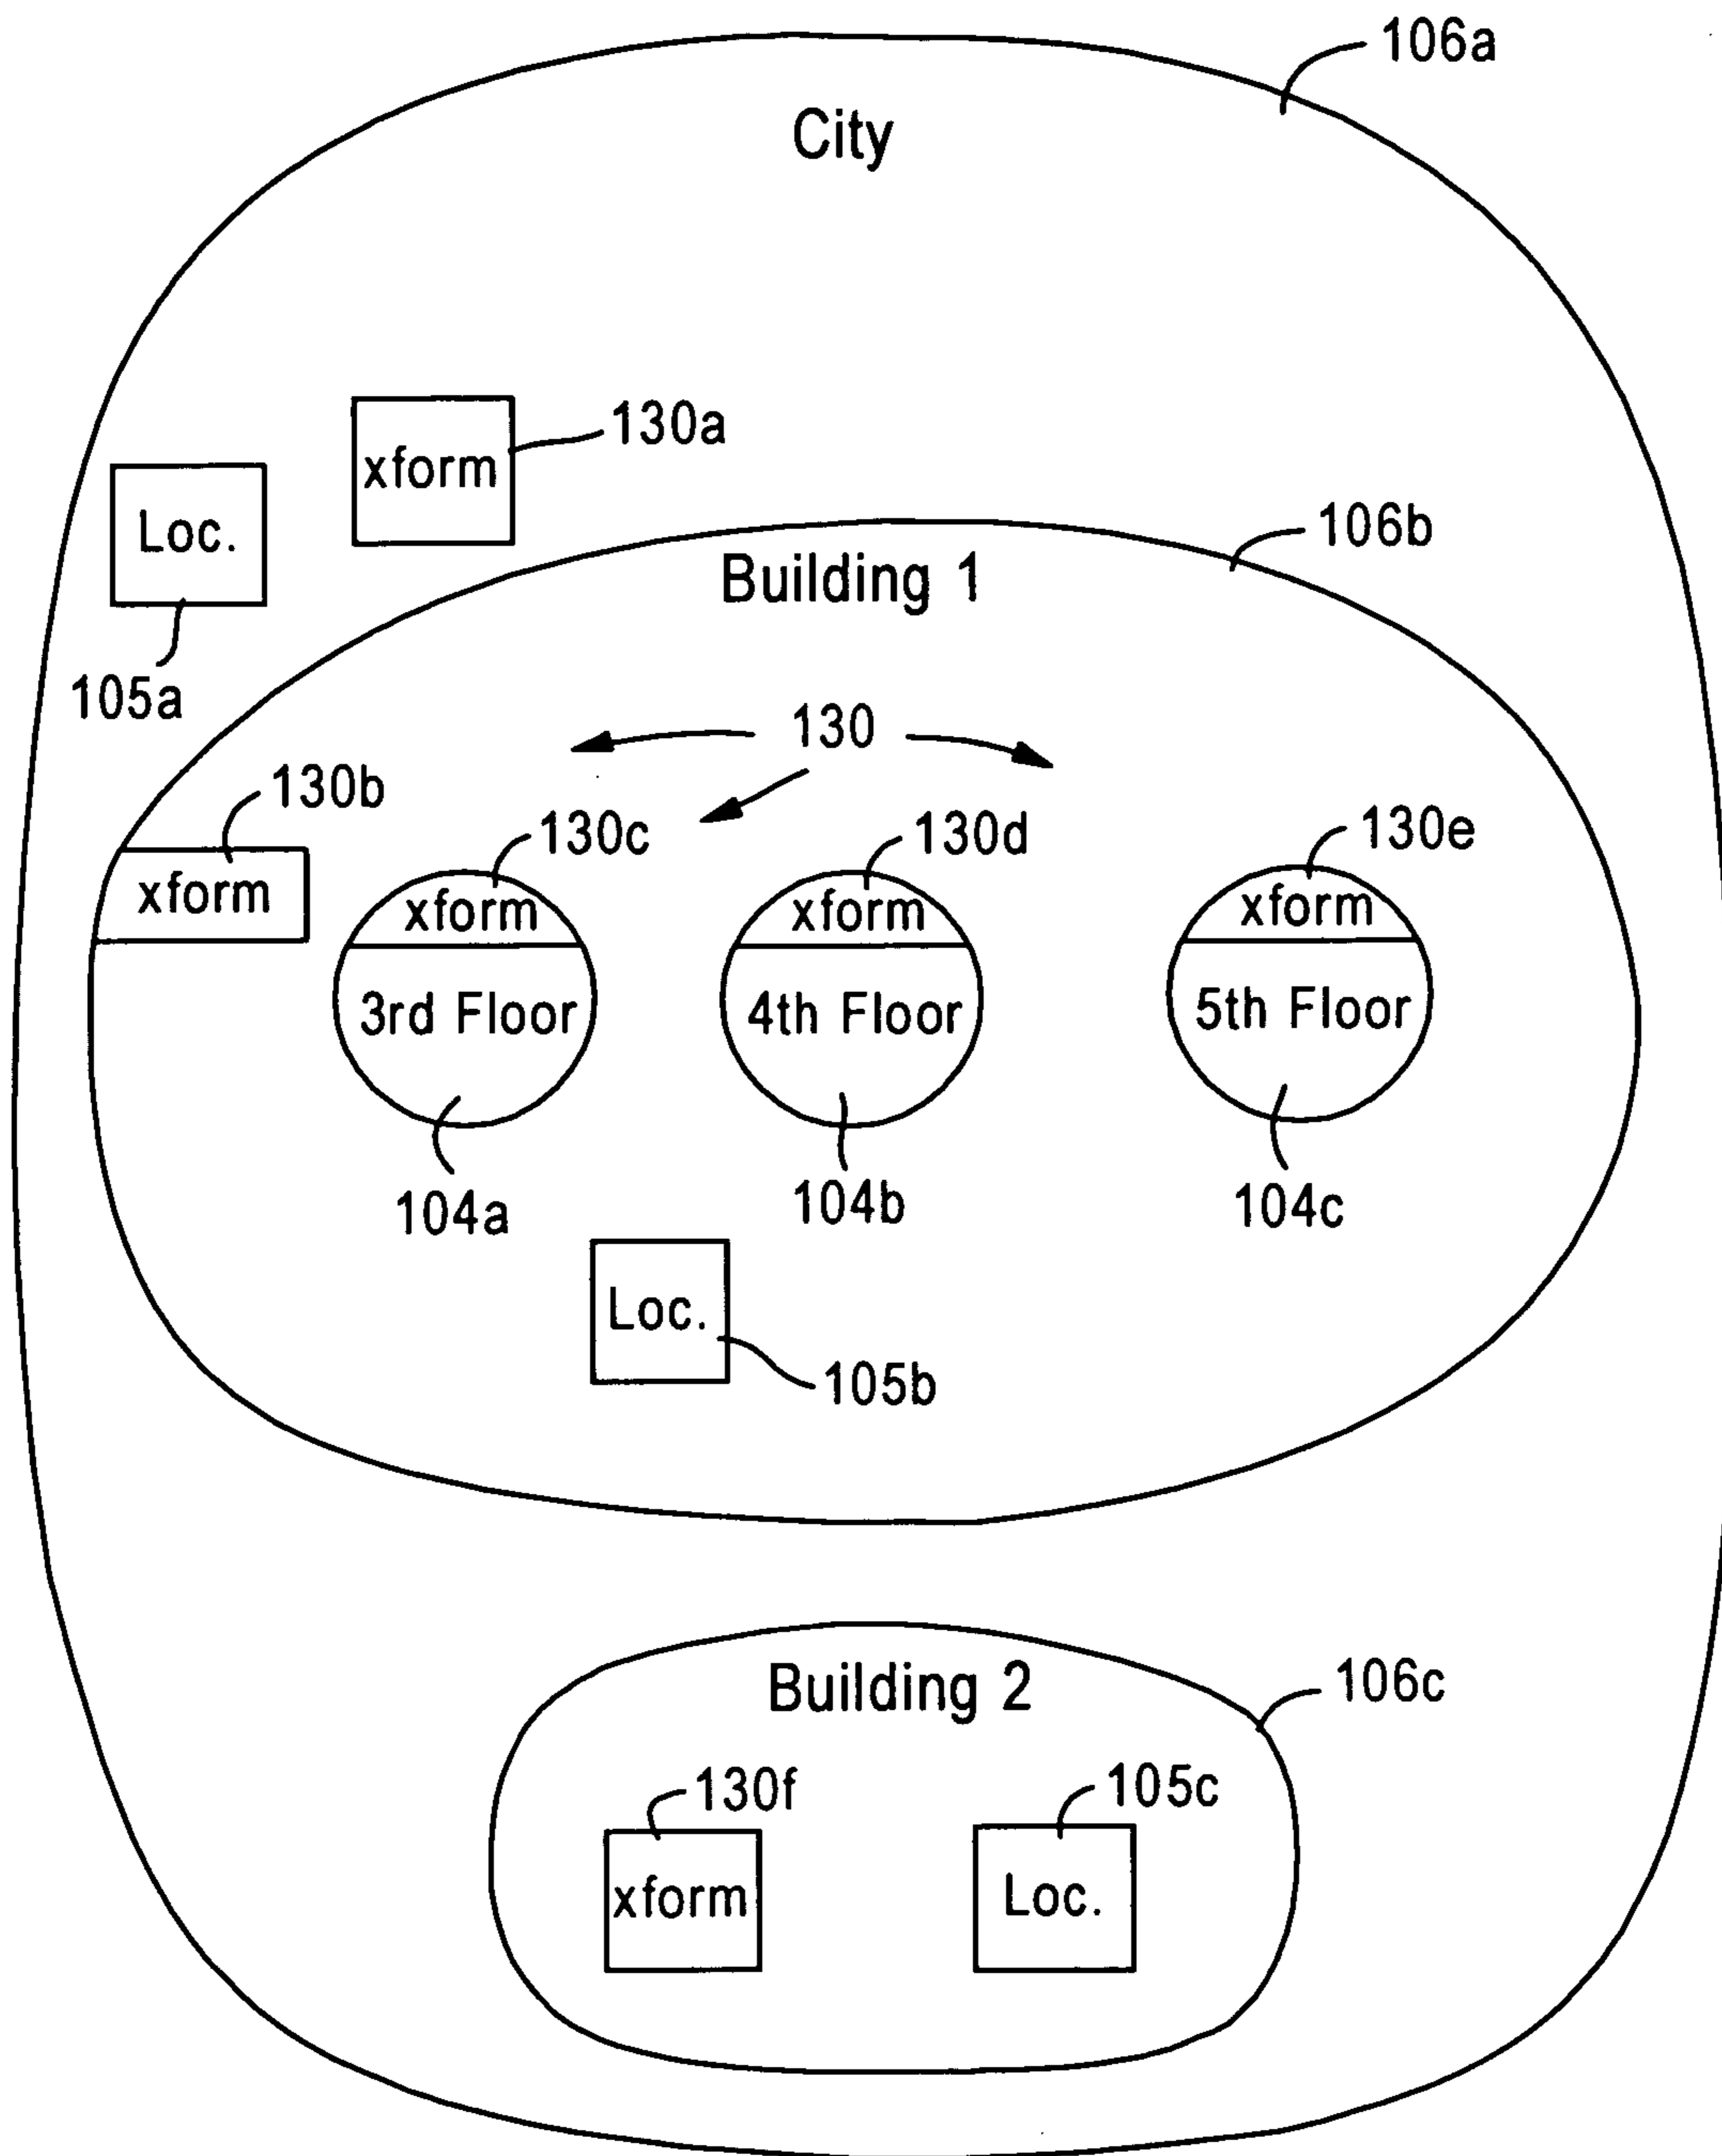 106a
City
130a
xform
Loc.
105a
106b
Building 1
130
130b
xform
130c
xform
3rd Floor
104a
130d
xform
4th Floor
104b
130e
xform
5th Floor
104c
Loc.
105b
Building 2
106c
130f
xform
105c
Loc.